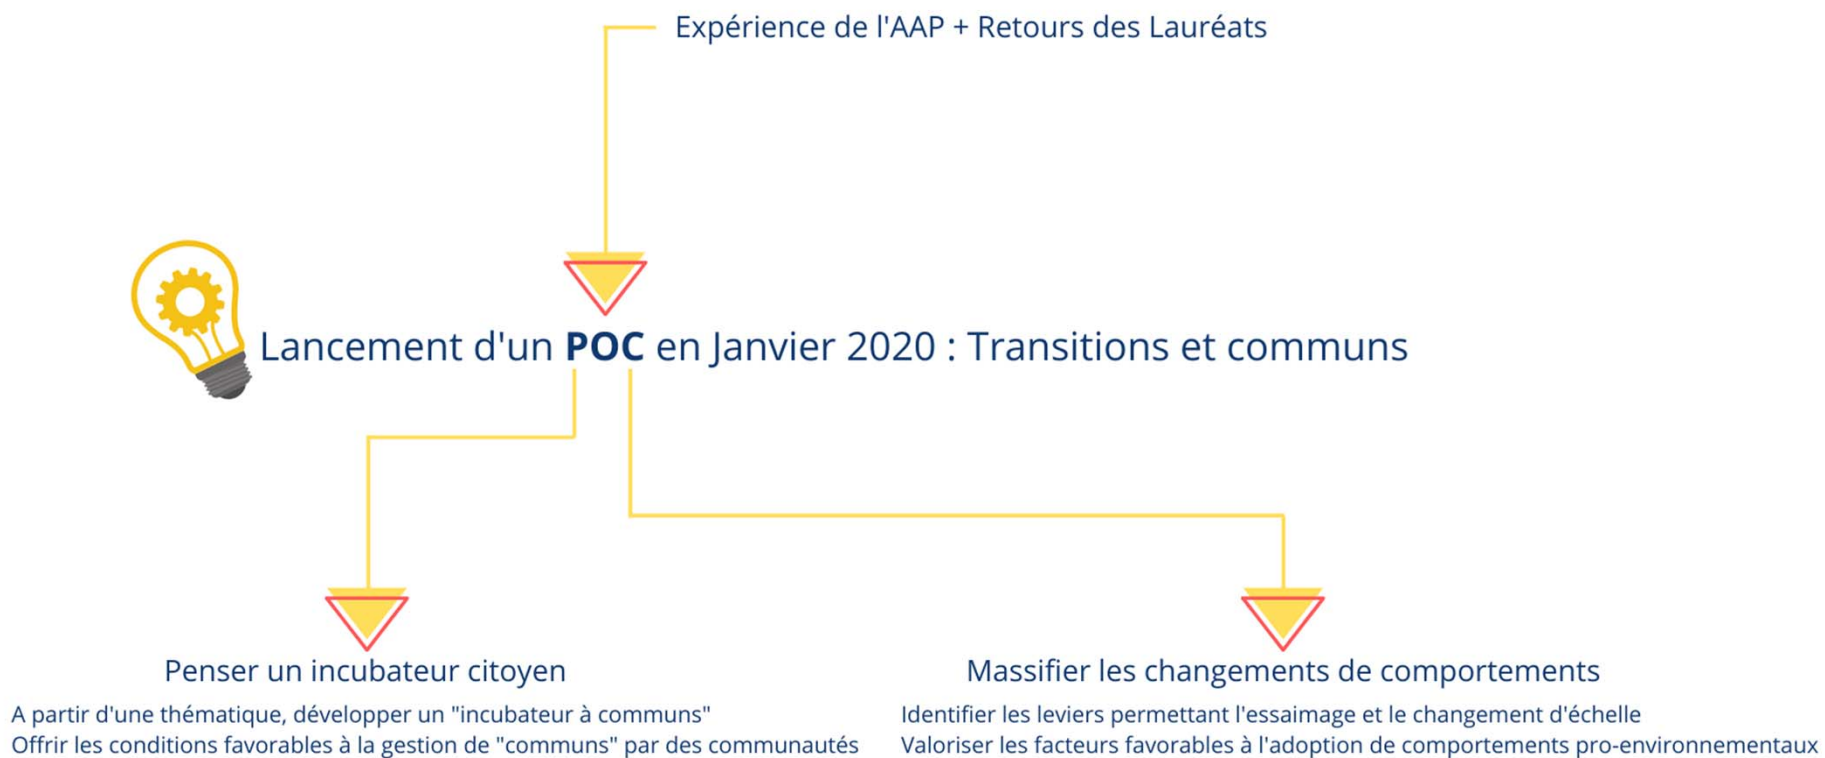 Expérience de l'AAP + Retours des Lauréats
Lancement d'un POC en Janvier 2020 : Transitions et communs
Penser un incubateur citoyen
A partir d'une thématique, développer un "incubateur à communs"
Offrir les conditions favorables à la gestion de "communs" par des communautés
Massifier les changements de comportements
Identifier les leviers permettant l'essaimage et le changement d'échelle
Valoriser les facteurs favorables à l'adoption de comportements pro-environnementaux